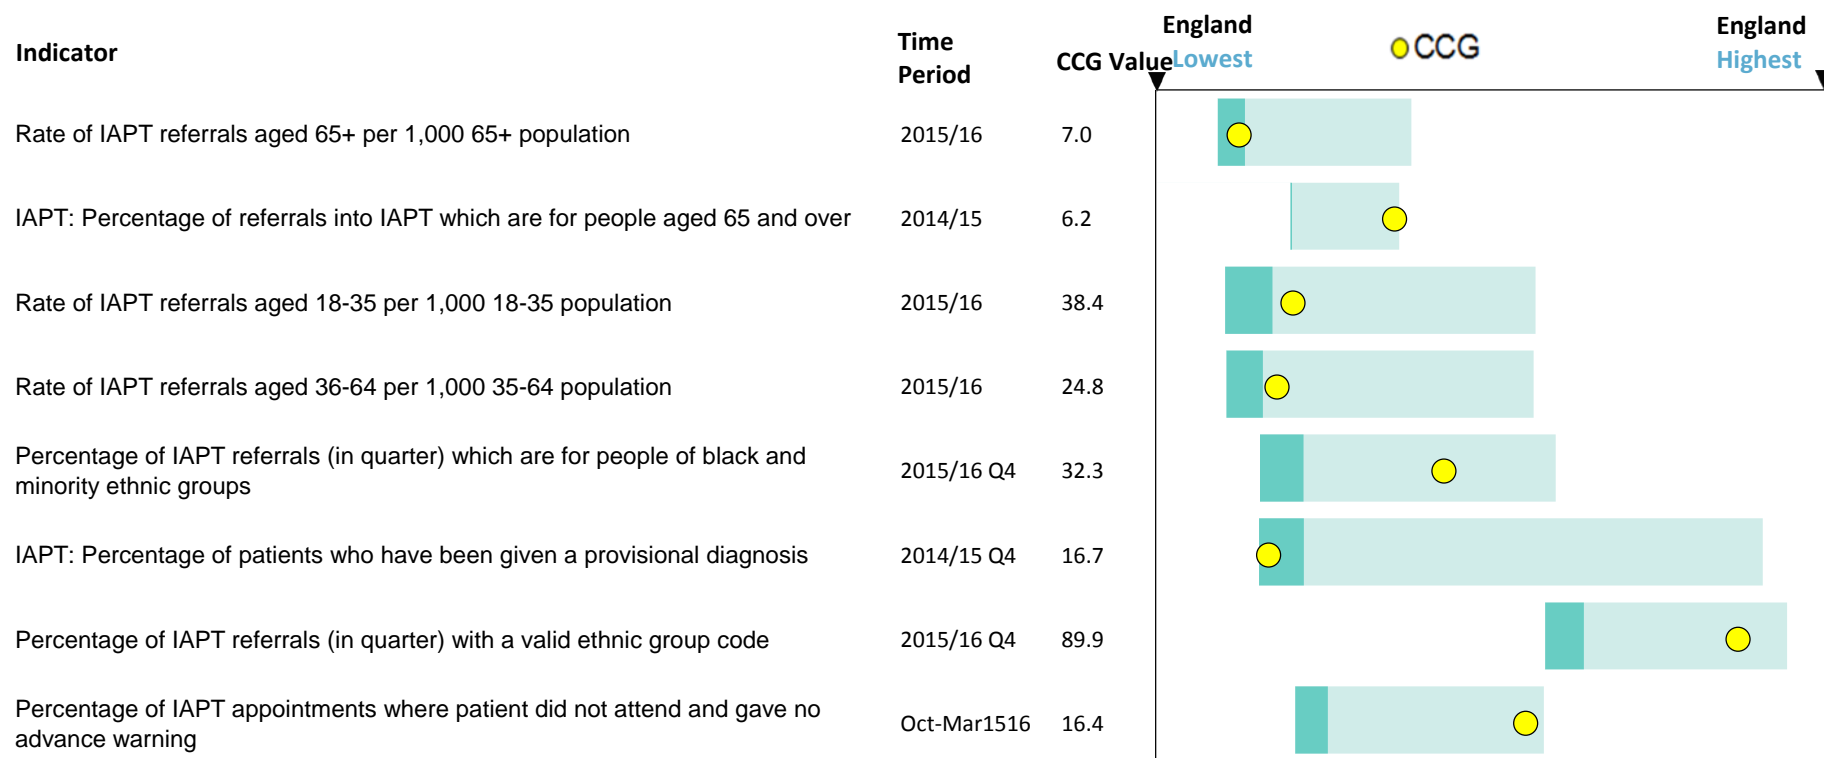 Indicator
Time
Period
CCG Value
England
Lowest
CCG
England
Highest
Rate of IAPT referrals aged 65+ per 1,000 65+ population 2015/16 7.0
IAPT: Percentage of referrals into IAPT which are for people aged 65 and over 2014/15 6.2
Rate of IAPT referrals aged 18-35 per 1,000 18-35 population 2015/16 38.4
Rate of IAPT referrals aged 36-64 per 1,000 35-64 population 2015/16 24.8
Percentage of IAPT referrals (in quarter) which are for people of black and
minority ethnic groups
2015/16 Q4 32.3
IAPT: Percentage of patients who have been given a provisional diagnosis 2014/15 Q4 16.7
Percentage of IAPT referrals (in quarter) with a valid ethnic group code 2015/16 Q4 89.9
Percentage of IAPT appointments where patient did not attend and gave no
advance warning
Oct-Mar1516 16.4